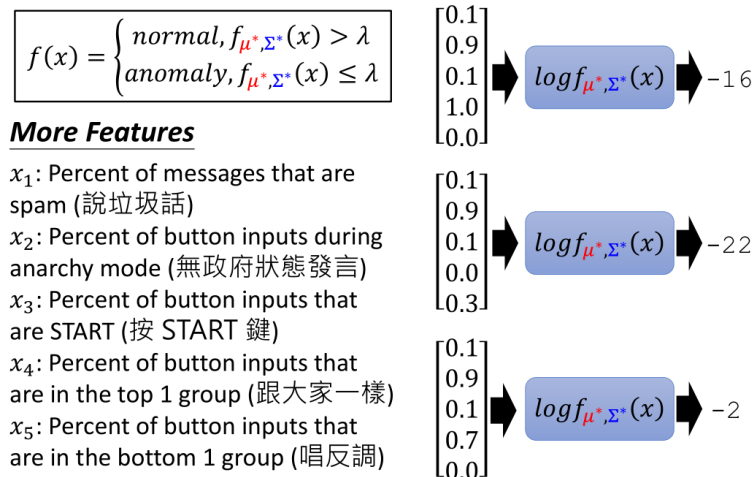 f(x) = { normal, f_{μ*,Σ*}(x) > λ
anomaly, f_{μ*,Σ*}(x) ≤ λ
More Features
x₁: Percent of messages that are
spam (說垃圾話)
x₂: Percent of button inputs during
anarchy mode (無政府狀態發言)
x₃: Percent of button inputs that
are START (按 START 鍵)
x₄: Percent of button inputs that
are in the top 1 group (跟大家一樣)
x₅: Percent of button inputs that
are in the bottom 1 group (唱反調)
0.1
0.9
0.1
1.0
0.0
logf_{μ*,Σ*}(x)
-16
0.1
0.9
0.1
0.0
0.3
logf_{μ*,Σ*}(x)
-22
0.1
0.9
0.1
0.7
0.0
logf_{μ*,Σ*}(x)
-2